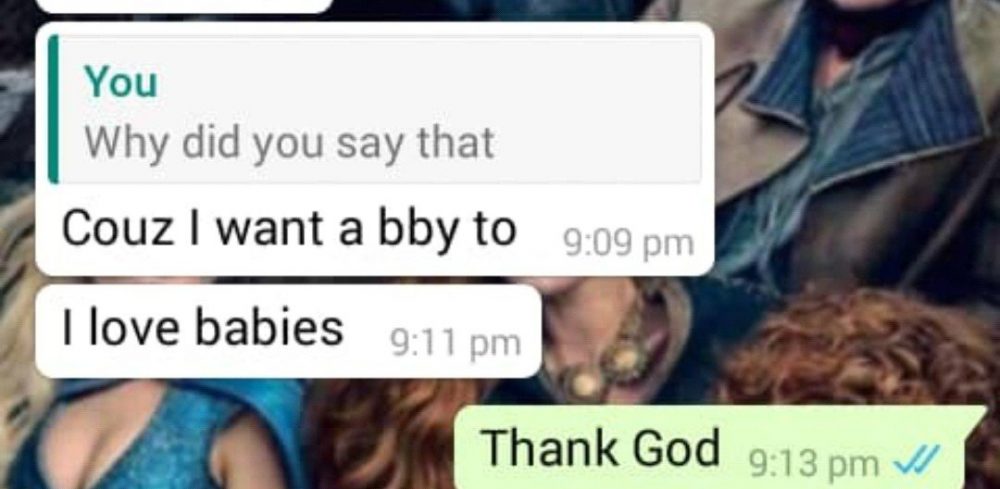 You
Why did you say that
Couz I want a bby to 9:09 pm
I love babies 9:11 pm
Thank God 9:13 pm